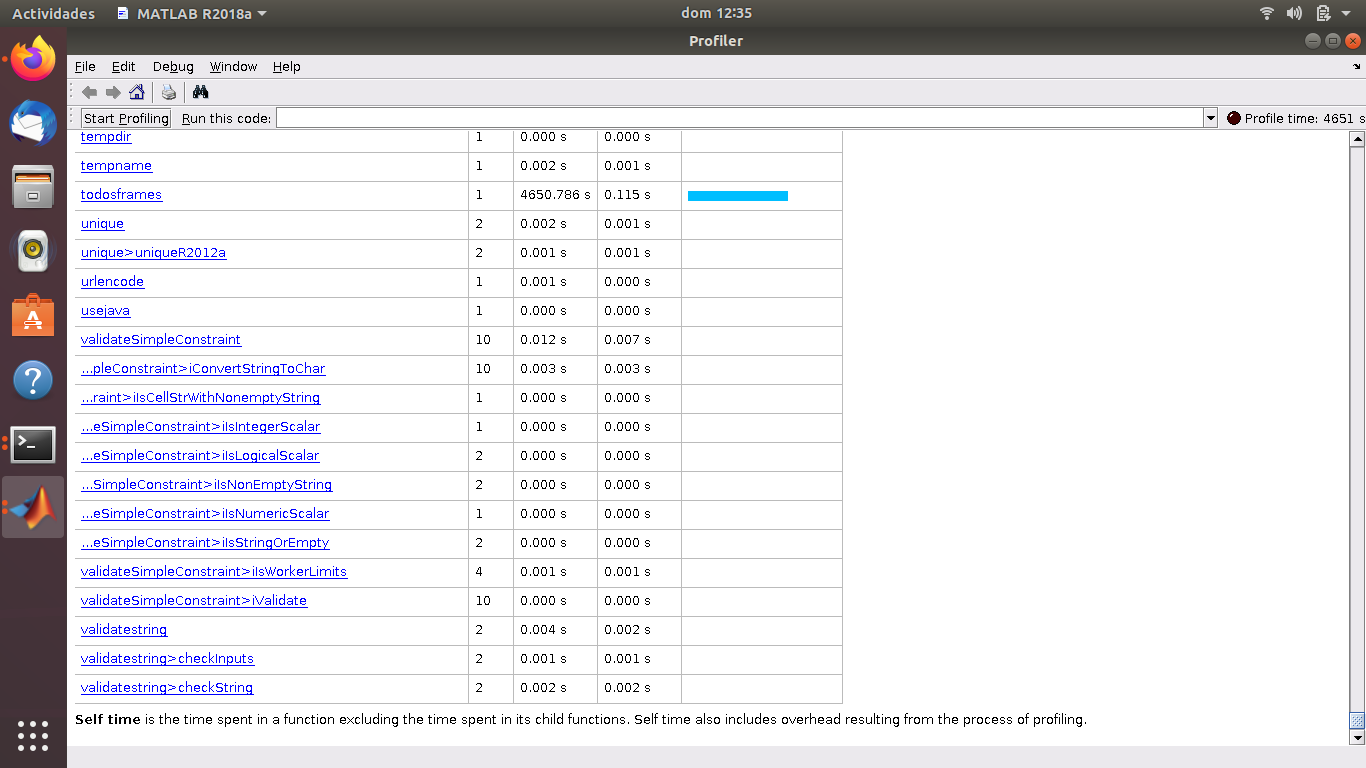 Actividades MATLAB R2018a dom 12:35
Profiler
File Edit Debug Window Help
Start Profiling Run this code: Profile time: 4651 s
tempdir 1 0.000 s 0.000 s
tempname 1 0.002 s 0.001 s
todosframes 1 4650.786 s 0.115 s
unique 2 0.002 s 0.001 s
unique>uniqueR2012a 2 0.001 s 0.001 s
urlencode 1 0.001 s 0.000 s
usejava 1 0.000 s 0.000 s
validateSimpleConstraint 10 0.012 s 0.007 s
...pleConstraint>iConvertStringToChar 10 0.003 s 0.003 s
...raint>iIsCellStrWithNonemptyString 1 0.000 s 0.000 s
...eSimpleConstraint>iIsIntegerScalar 1 0.000 s 0.000 s
...eSimpleConstraint>iIsLogicalScalar 2 0.000 s 0.000 s
...SimpleConstraint>iIsNonEmptyString 2 0.000 s 0.000 s
...eSimpleConstraint>iIsNumericScalar 1 0.000 s 0.000 s
...eSimpleConstraint>iIsStringOrEmpty 2 0.000 s 0.000 s
validateSimpleConstraint>iIsWorkerLimits 4 0.001 s 0.001 s
validateSimpleConstraint>iValidate 10 0.000 s 0.000 s
validatestring 2 0.004 s 0.002 s
validatestring>checkInputs 2 0.001 s 0.001 s
validatestring>checkString 2 0.002 s 0.002 s
Self time is the time spent in a function excluding the time spent in its child functions. Self time also includes overhead resulting from the process of profiling.